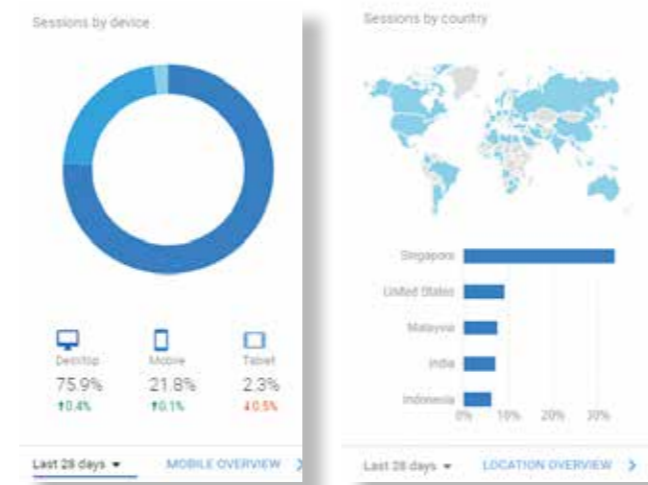 Sessions by device
Desktop
Mobile
Tablet
75.9%
21.8%
2.3%
↑0.4%
↑0.1%
↓0.5%
Last 28 days
MOBILE OVERVIEW
Sessions by country
Singapore
United States
Malaysia
India
Indonesia
0%
10%
20%
30%
Last 28 days
LOCATION OVERVIEW